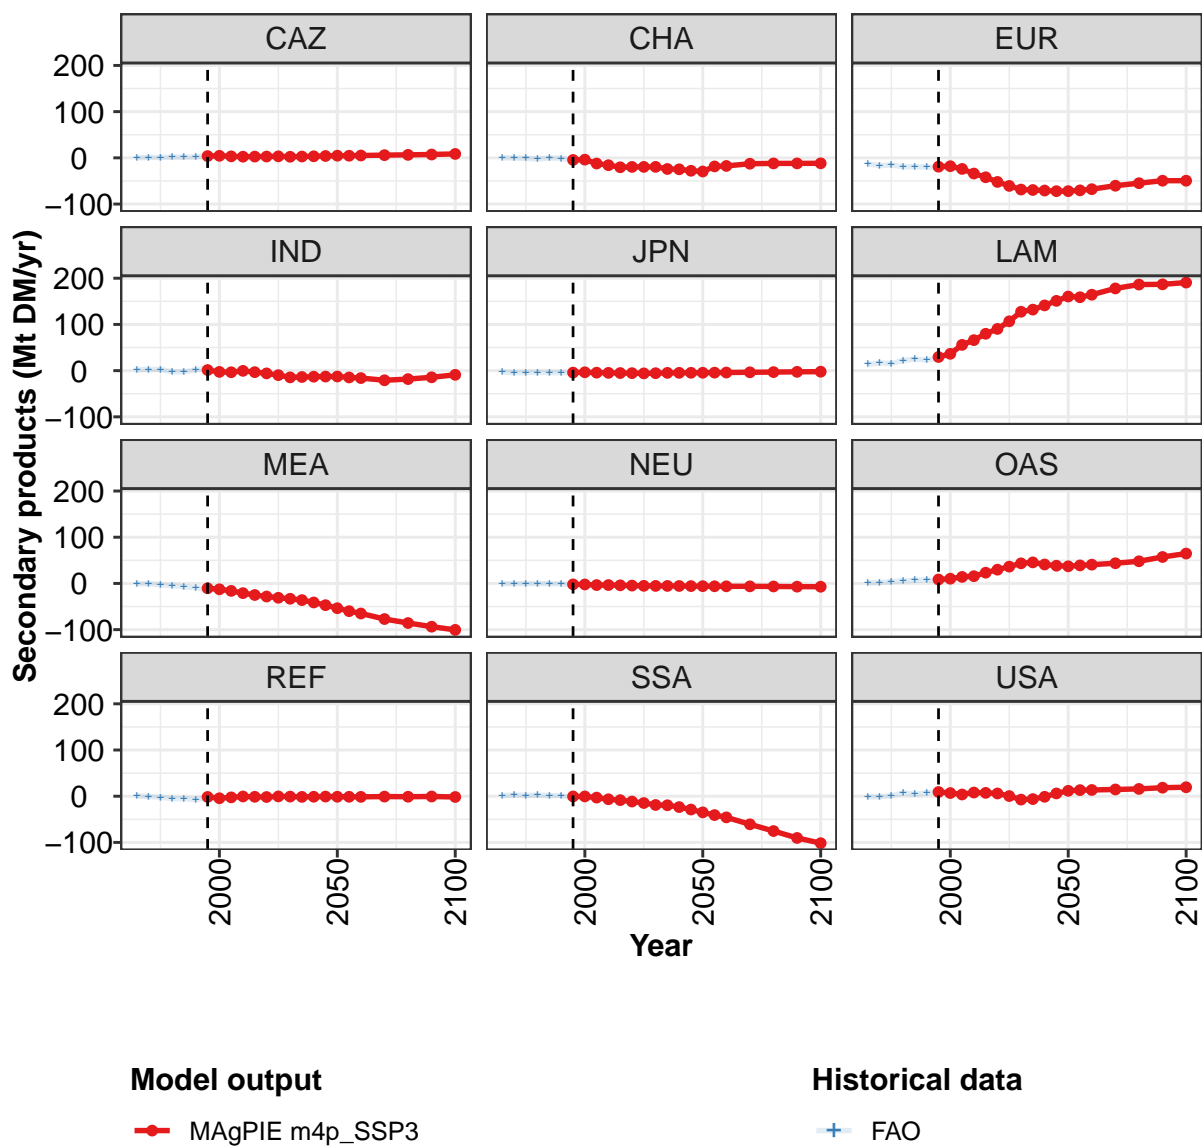 CAZ CHA EUR
200
100
0
−100
IND JPN LAM
200
100
0
−100
MEA NEU OAS
200
100
0
−100
REF SSA USA
200
100
0
−100
Secondary products (Mt DM/yr)
2000 2050 2100 2000 2050 2100 2000 2050 2100
Year
Model output Historical data
MAgPIE m4p_SSP3 FAO